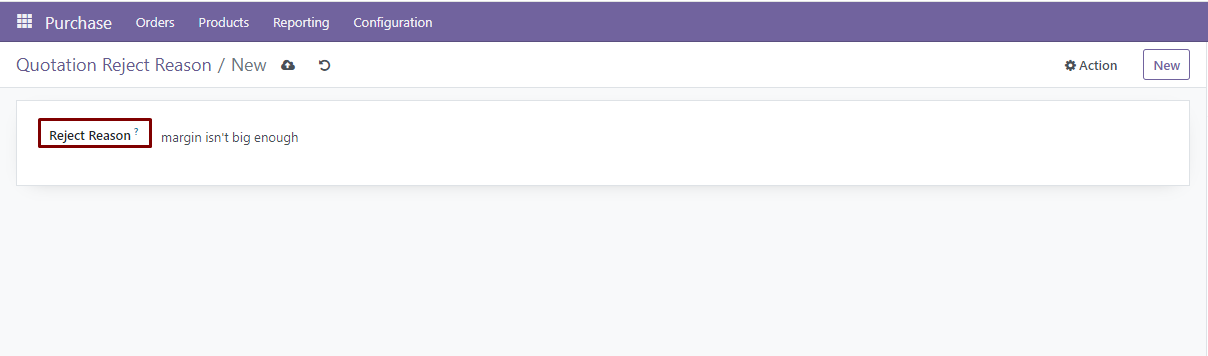 Purchase Orders Products Reporting Configuration
Quotation Reject Reason / New Action New
Reject Reason ? margin isn't big enough